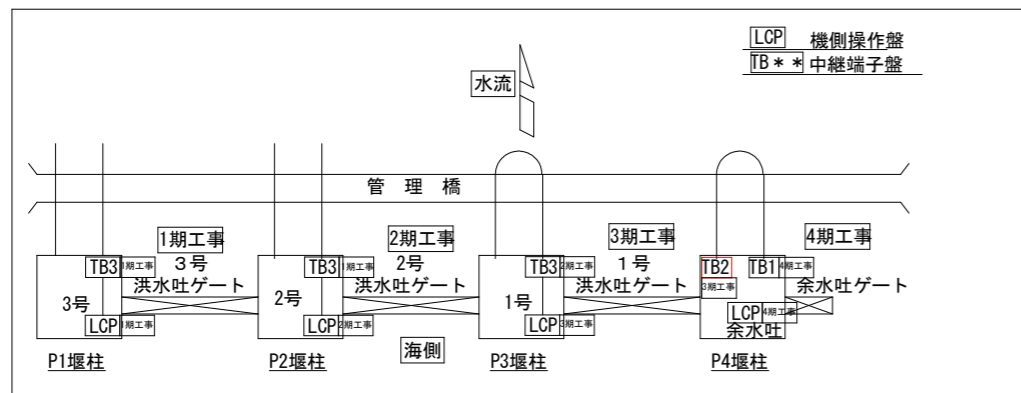 LCP 機側操作盤
TB** 中継端子盤
水流
管 理 橋
1期工事
2期工事
3期工事
4期工事
3号
2号
1号
TB3 1期工事
TB3 1期工事
TB3 2期工事
TB2
3期工事
TB1 4期工事
洪水吐ゲート
洪水吐ゲート
洪水吐ゲート
余水吐ゲート
3号
2号
1号
LCP 1期工事
LCP 2期工事
LCP 3期工事
LCP 4期工事
余水吐
海側
P1堰柱
P2堰柱
P3堰柱
P4堰柱